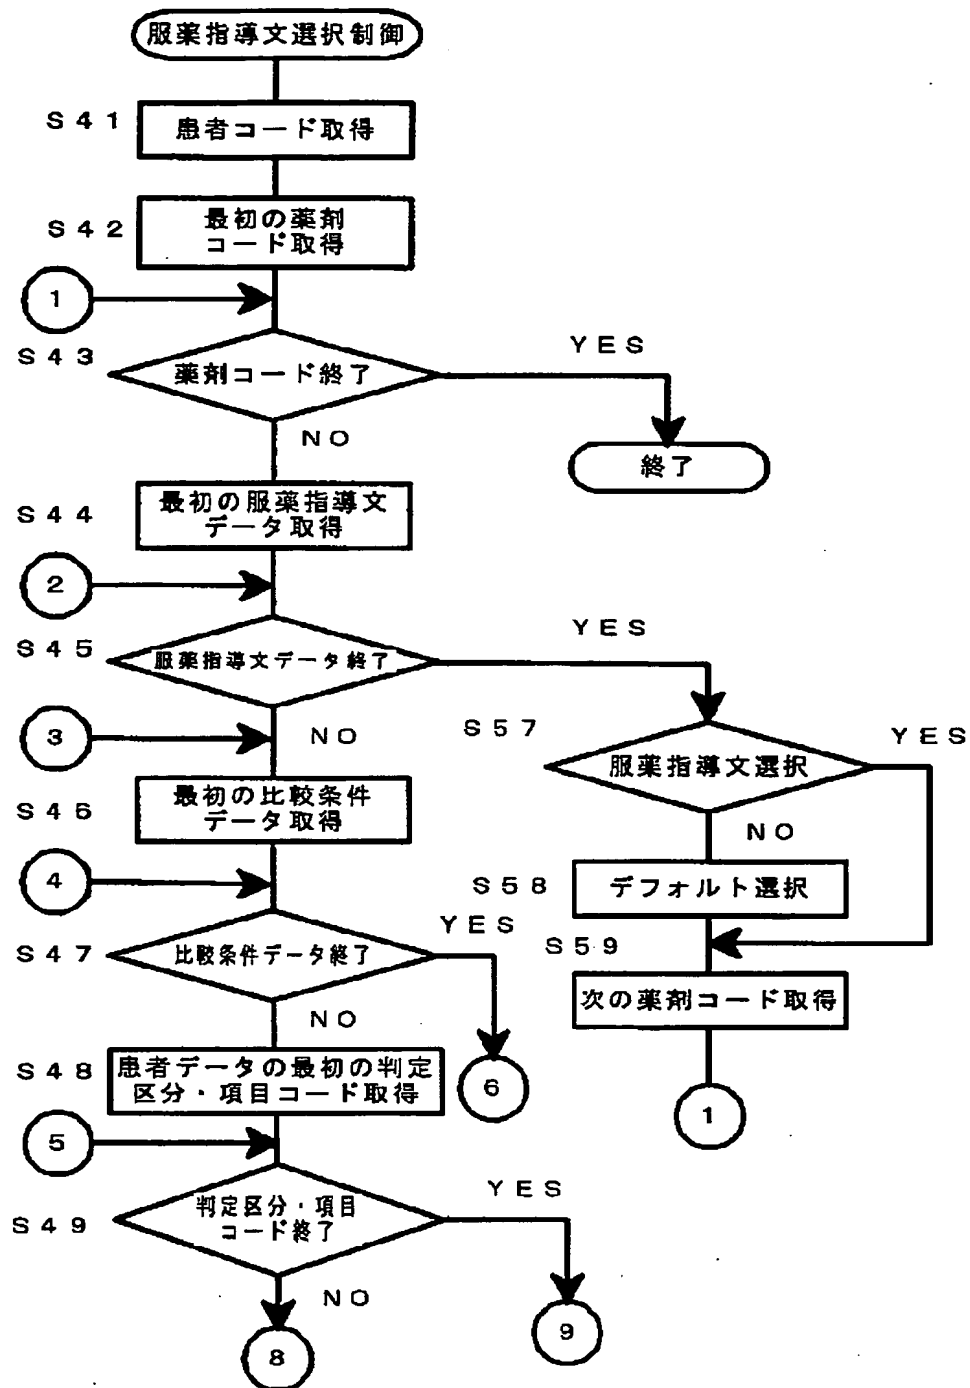 服薬指導文選択制御
S41
患者コード取得
S42
最初の薬剤
コード取得
1
S43
薬剤コード終了
YES
NO
終了
S44
最初の服薬指導文
データ取得
2
S45
服薬指導文データ終了
YES
3
NO
S57
服薬指導文選択
YES
S46
最初の比較条件
データ取得
NO
4
S58
デフォルト選択
S47
比較条件データ終了
YES
S59
次の薬剤コード取得
NO
S48
患者データの最初の判定
区分・項目コード取得
6
1
5
S49
判定区分・項目
コード終了
YES
NO
8
9